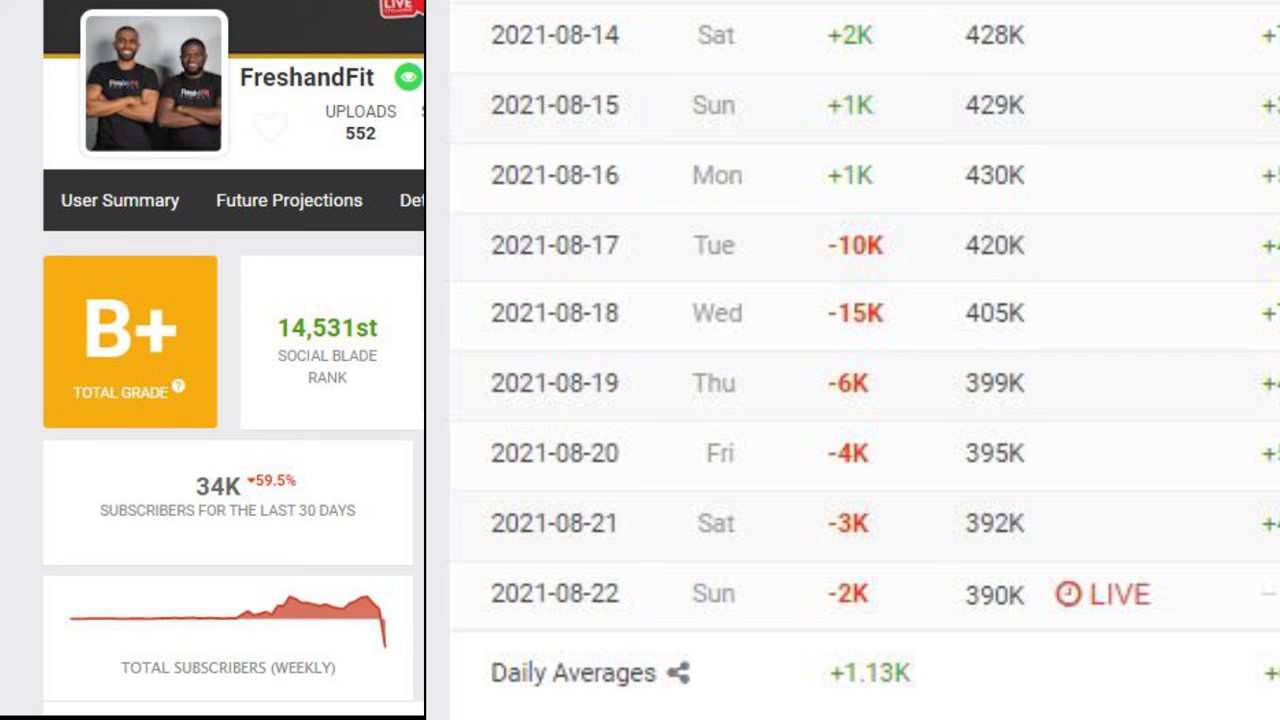 LIVE
FreshandFit
UPLOADS
552
User Summary Future Projections Det
B+
TOTAL GRADE ?
14,531st
SOCIAL BLADE
RANK
34K 59.5%
SUBSCRIBERS FOR THE LAST 30 DAYS
TOTAL SUBSCRIBERS (WEEKLY)
2021-08-14 Sat +2K 428K
2021-08-15 Sun +1K 429K
2021-08-16 Mon +1K 430K
2021-08-17 Tue -10K 420K
2021-08-18 Wed -15K 405K
2021-08-19 Thu -6K 399K
2021-08-20 Fri -4K 395K
2021-08-21 Sat -3K 392K
2021-08-22 Sun -2K 390K LIVE --
Daily Averages +1.13K